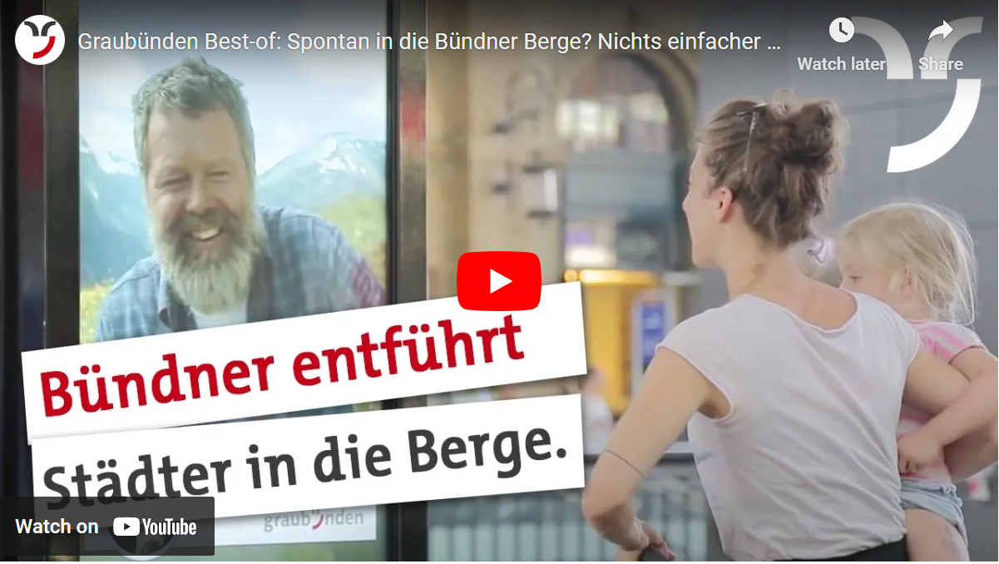 Graubünden Best-of: Spontan in die Bündner Berge? Nichts einfacher ...
Watch later
Share
Bündner entführt
Städter in die Berge.
graubünden
Watch on YouTube